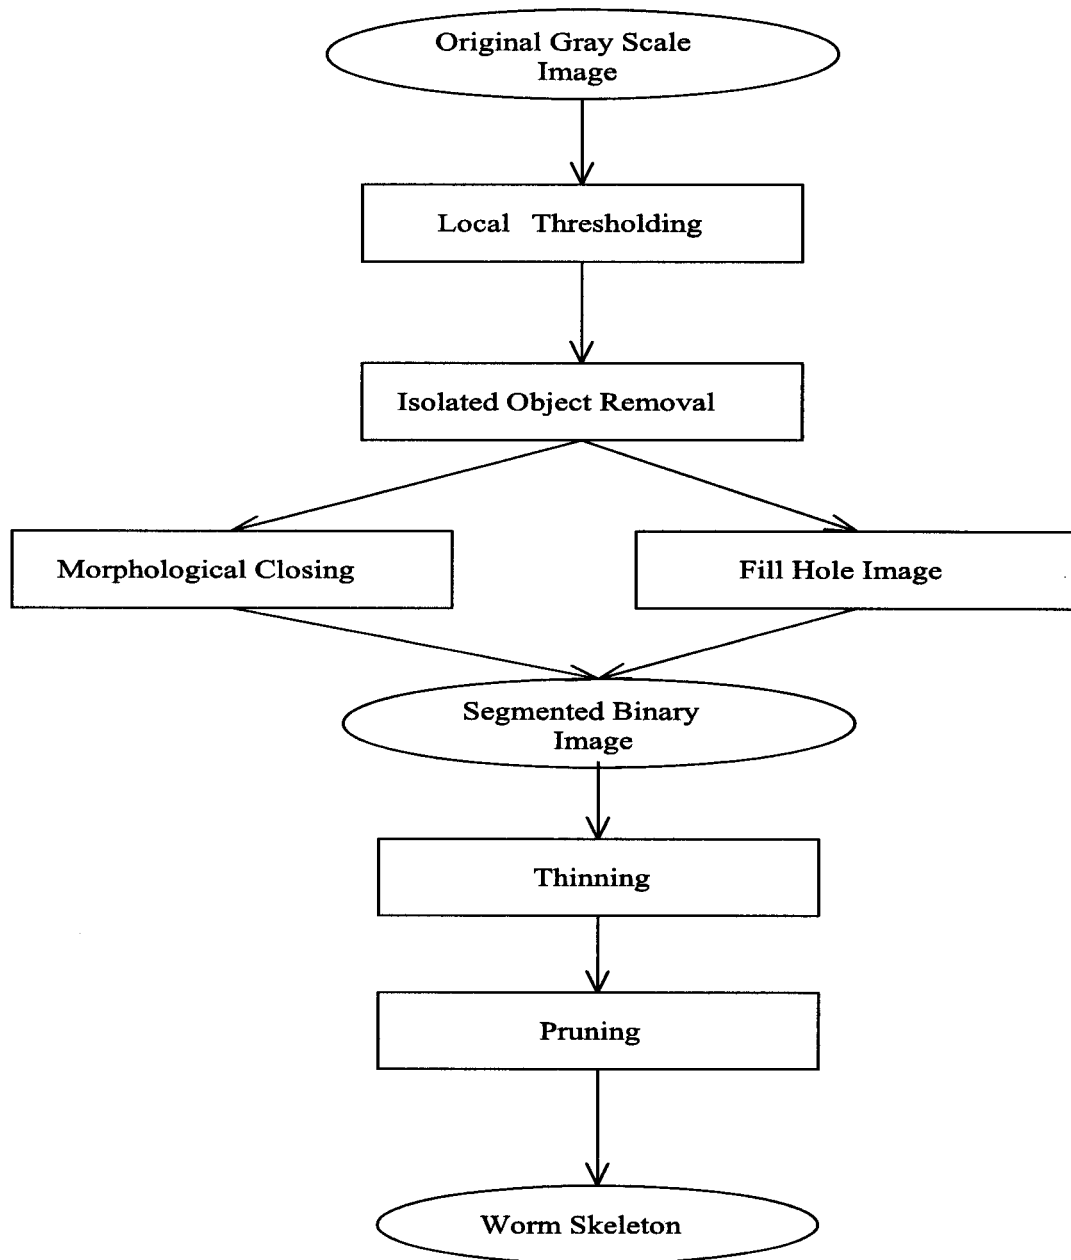 Original Gray Scale
Image
Local Thresholding
Isolated Object Removal
Morphological Closing
Fill Hole Image
Segmented Binary
Image
Thinning
Pruning
Worm Skeleton